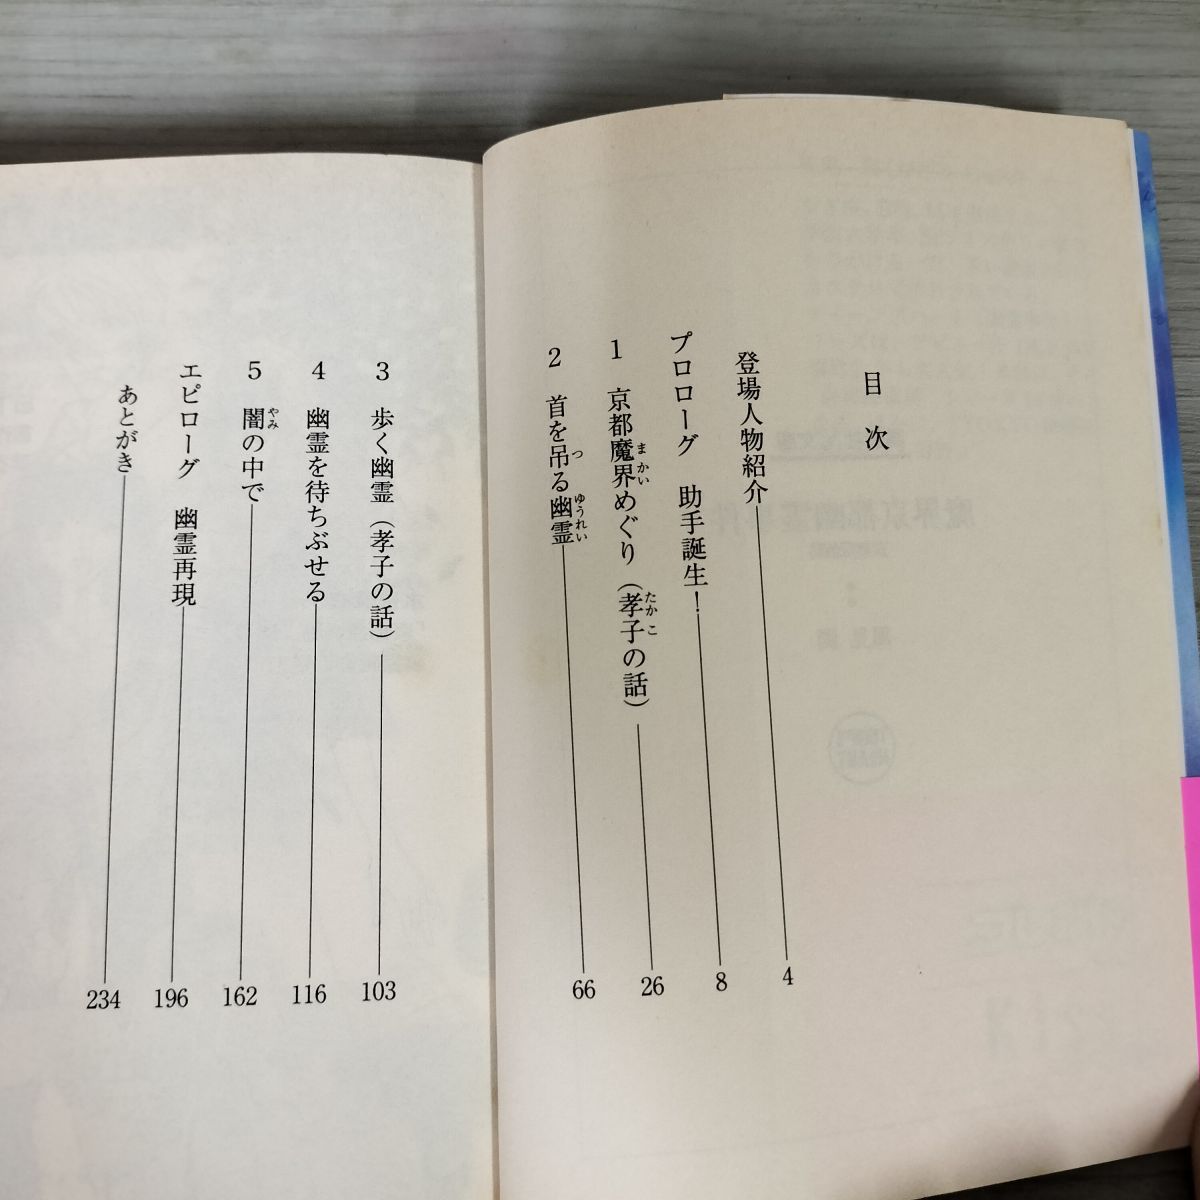 目次
登場人物紹介 4
プロローグ 助手誕生! 8
1 京都魔界めぐり(孝子の話) 26
2 首を吊る幽霊 66
3 歩く幽霊(孝子の話) 103
4 幽霊を待ちぶせる 116
5 闇の中で 162
エピローグ 幽霊再現 196
あとがき 234